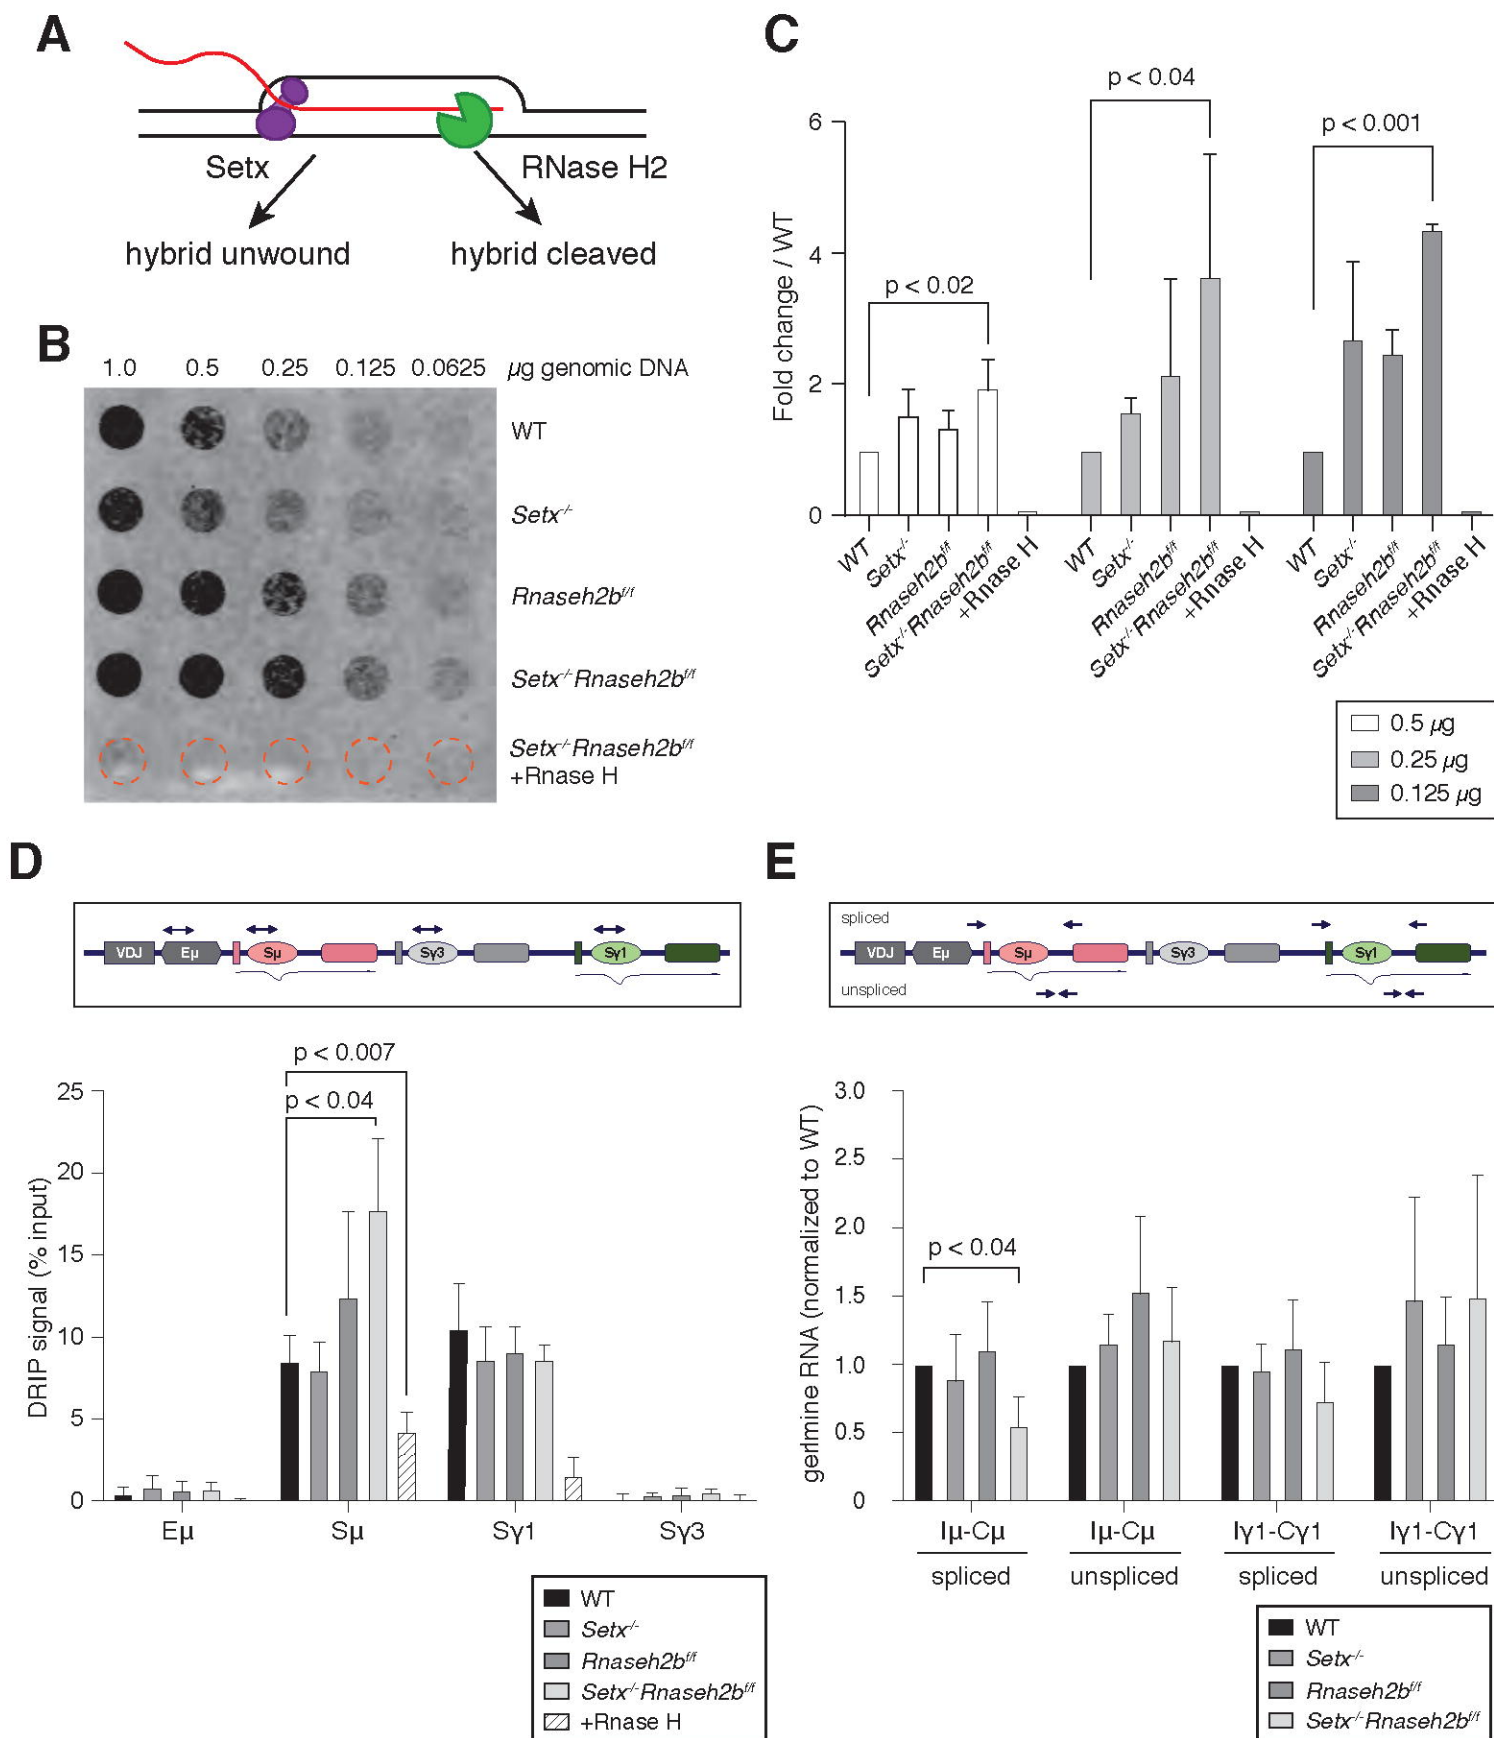 A
Setx
RNase H2
hybrid unwound
hybrid cleaved
B
1.0 0.5 0.25 0.125 0.0625 µg genomic DNA
WT
Setx-/-
Rnaseh2bf/f
Setx-/-Rnaseh2bf/f
Setx-/-Rnaseh2bf/f
+Rnase H
C
p < 0.04
p < 0.001
p < 0.02
Fold change / WT
6
4
2
0
WT
Setx-/-
Rnaseh2bf/f
Setx-/-Rnaseh2bf/f
+Rnase H
WT
Setx-/-
Rnaseh2bf/f
Setx-/-Rnaseh2bf/f
+Rnase H
WT
Setx-/-
Rnaseh2bf/f
Setx-/-Rnaseh2bf/f
+Rnase H
0.5 µg
0.25 µg
0.125 µg
D
VDJ Eµ Sµ Sγ3 Sγ1
p < 0.007
p < 0.04
DRIP signal (% input)
25
20
15
10
5
0
Eµ Sµ Sγ1 Sγ3
WT
Setx-/-
Rnaseh2bf/f
Setx-/-Rnaseh2bf/f
+Rnase H
E
spliced
VDJ Eµ Sµ Sγ3 Sγ1
unspliced
p < 0.04
gerlmine RNA (normalized to WT)
3.0
2.5
2.0
1.5
1.0
0.5
0
Iµ-Cµ Iµ-Cµ Iγ1-Cγ1 Iγ1-Cγ1
spliced unspliced spliced unspliced
WT
Setx-/-
Rnaseh2bf/f
Setx-/-Rnaseh2bf/f